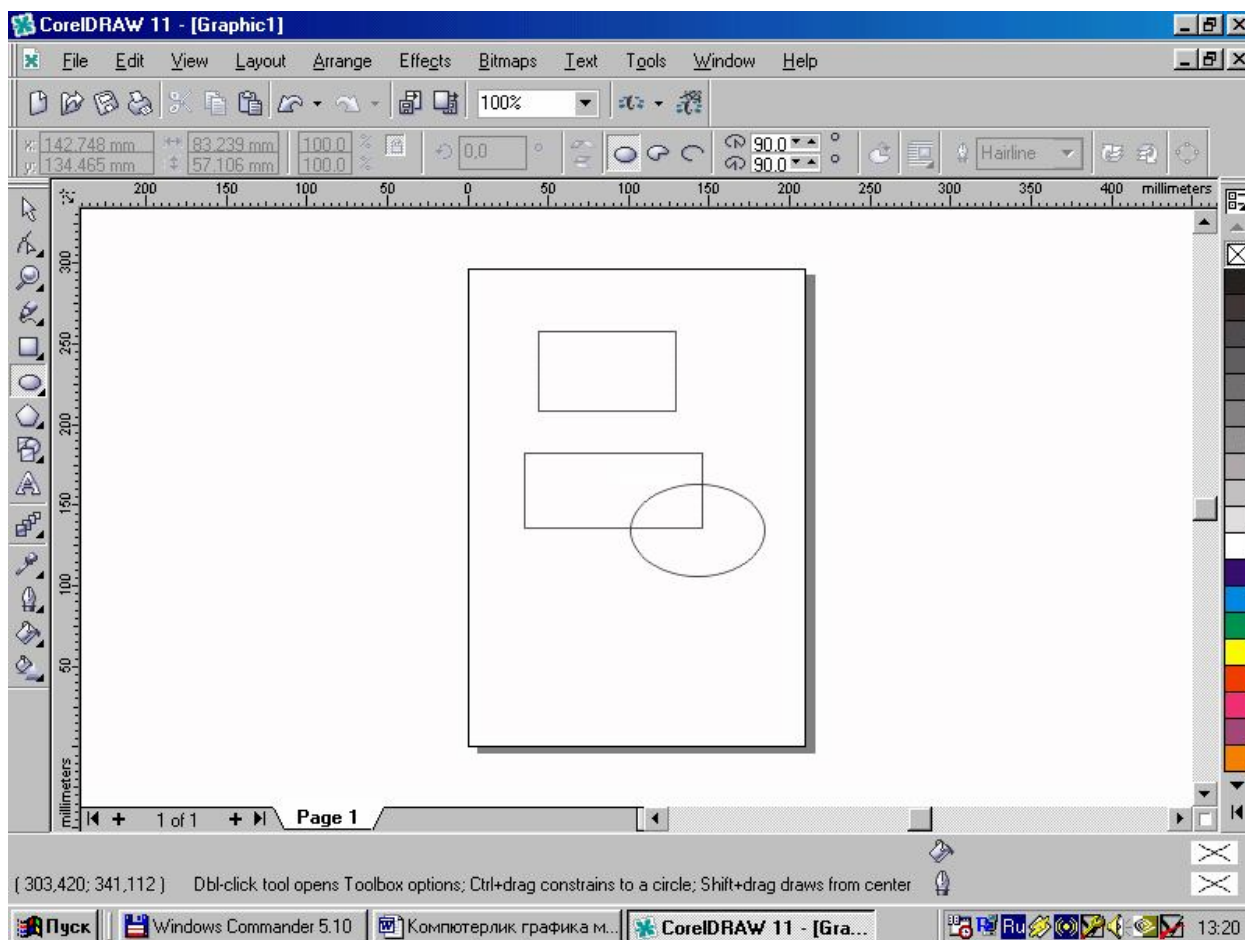 CorelDRAW 11 - [Graphic1]
File Edit View Layout Arrange Effects Bitmaps Text Tools Window Help
100%
x: 142.748 mm 83.239 mm 100.0 % 0,0 ° 90.0 ° Hairline
y: 134.465 mm 57.106 mm 100.0 % 90.0 °
200 150 100 50 0 50 100 150 200 250 300 350 400 millimeters
300
250
200
150
100
50
millimeters
1 of 1 Page 1
( 303,420; 341,112 ) Dbl-click tool opens Toolbox options; Ctrl+drag constrains to a circle; Shift+drag draws from center
Пуск Windows Commander 5.10 Компютерлик графика м... CorelDRAW 11 - [Gra... Ru 13:20